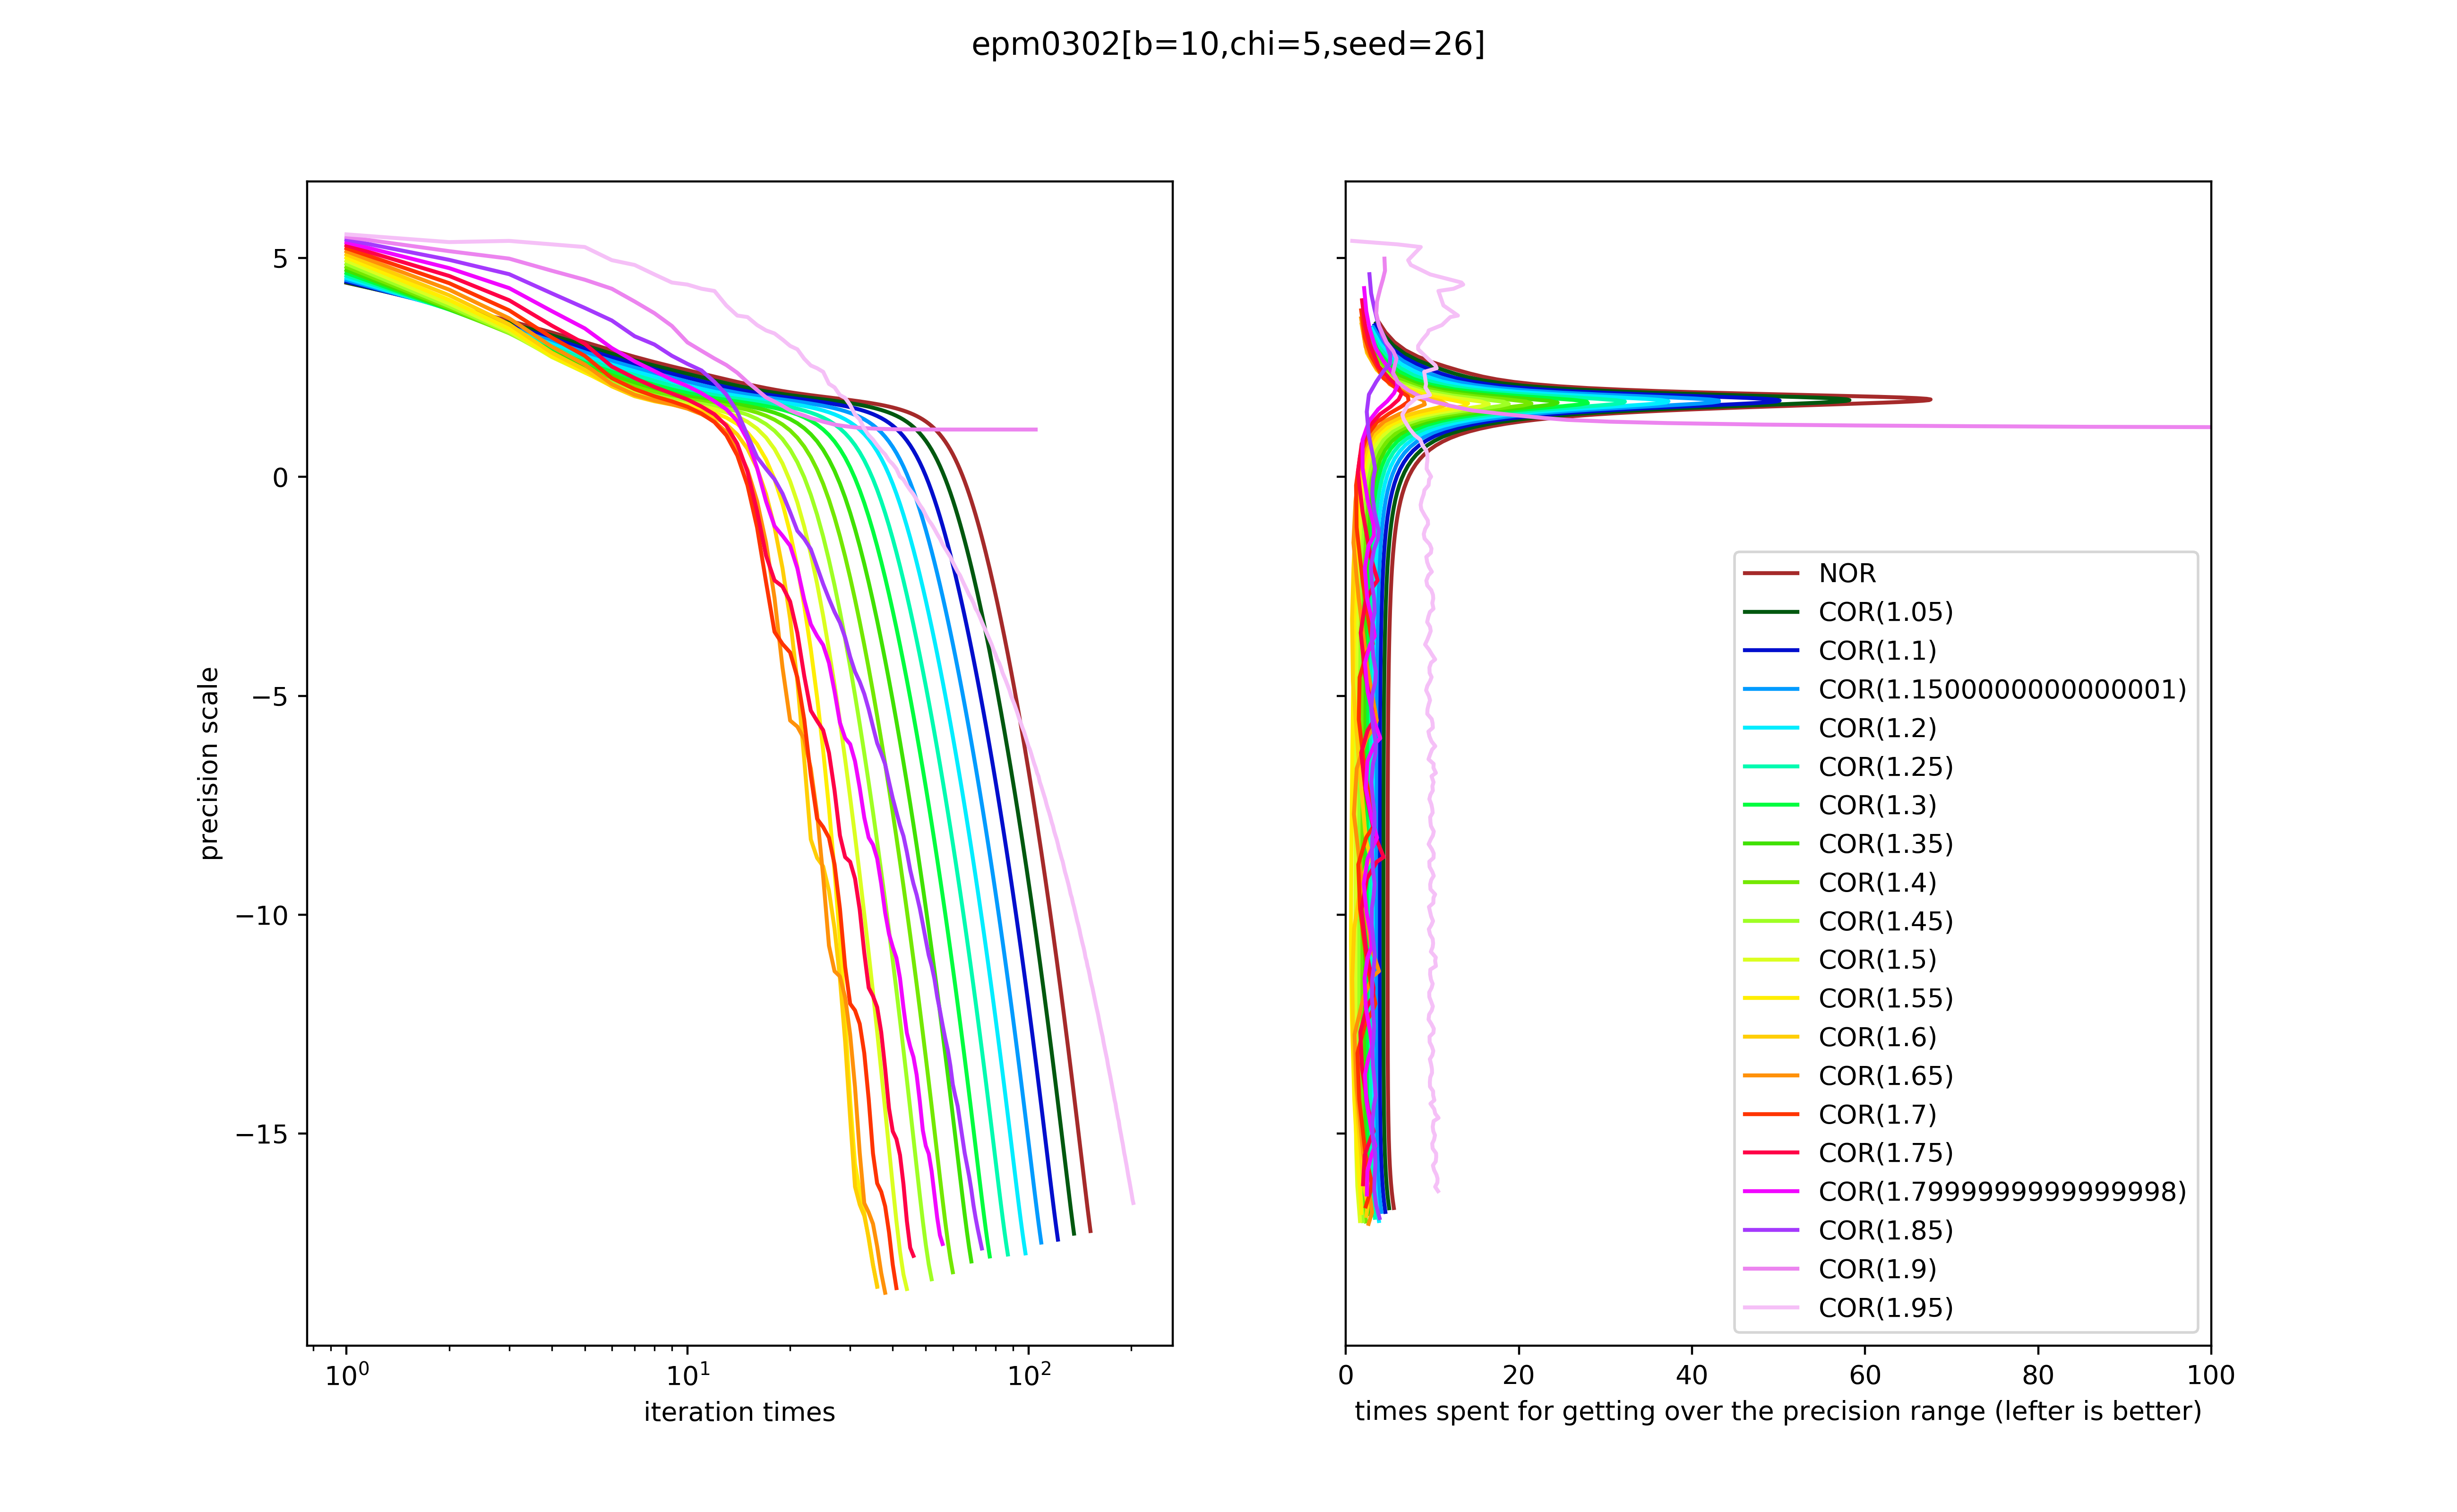 epm0302[b=10,chi=5,seed=26]
precision scale
5
0
−5
−10
−15
10⁰
10¹
10²
iteration times
0
20
40
60
80
100
times spent for getting over the precision range (lefter is better)
NOR
COR(1.05)
COR(1.1)
COR(1.1500000000000001)
COR(1.2)
COR(1.25)
COR(1.3)
COR(1.35)
COR(1.4)
COR(1.45)
COR(1.5)
COR(1.55)
COR(1.6)
COR(1.65)
COR(1.7)
COR(1.75)
COR(1.7999999999999998)
COR(1.85)
COR(1.9)
COR(1.95)